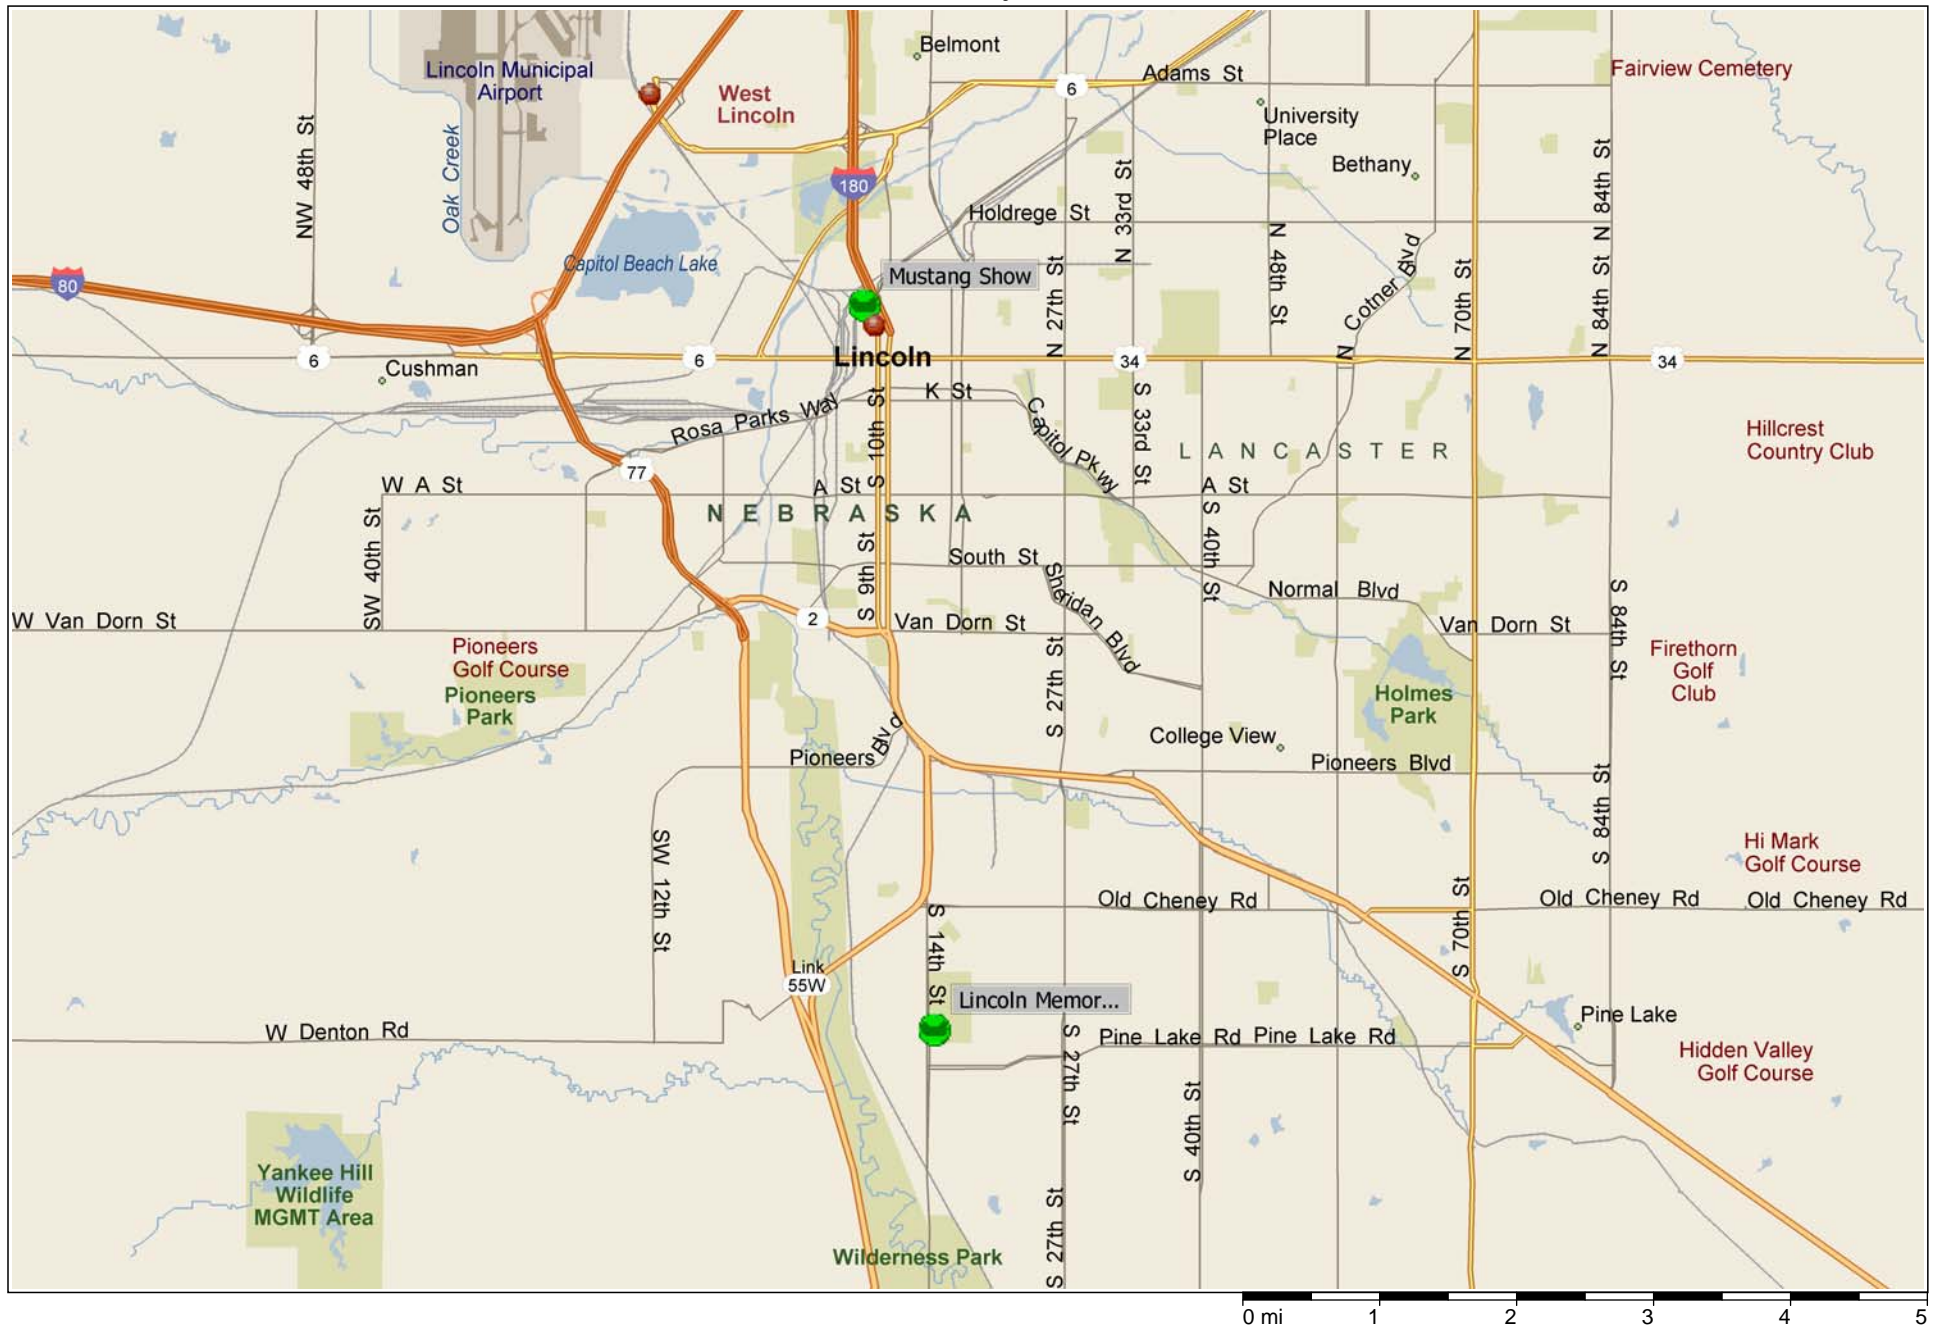 Belmont
Lincoln Municipal
Airport
West
Lincoln
6
Adams St
Fairview Cemetery
University
Place
Bethany
NW 48th St
Oak Creek
180
N 33rd St
N 84th St
Holdrege St
Capitol Beach Lake
Mustang Show
N 27th St
N 48th St
Cotner Blvd
N 70th St
N 84th St
80
6
Cushman
6
Lincoln
34
N
34
K St
Rosa Parks Way
S 10th St
Capitol Pkwy
S 33rd St
LANCASTER
Hillcrest
Country Club
77
W A St
A St
A St
NEBRASKA
SW 40th St
S 9th St
South St
S 40th St
Sheridan Blvd
Normal Blvd
S 84th St
W Van Dorn St
2
Van Dorn St
Van Dorn St
Pioneers
Golf Course
Pioneers
Park
S 27th St
Firethorn
Golf
Club
Holmes
Park
College View
Pioneers Blvd
Pioneers Blvd
S 84th St
SW 12th St
Hi Mark
Golf Course
Old Cheney Rd
S 70th St
Old Cheney Rd
Old Cheney Rd
S 14th St
Link
55W
Lincoln Memor...
Pine Lake
W Denton Rd
S 27th St
Pine Lake Rd
Pine Lake Rd
Hidden Valley
Golf Course
S 40th St
Yankee Hill
Wildlife
MGMT Area
S 27th St
Wilderness Park
0 mi 1 2 3 4 5